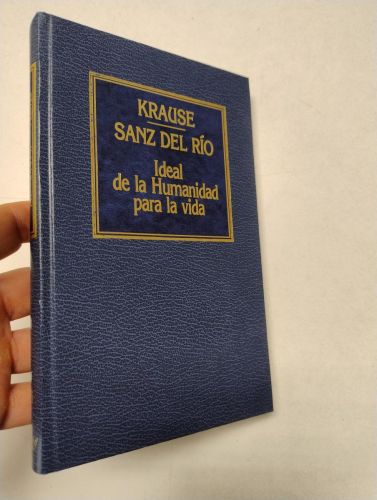 KRAUSE
SANZ DEL RÍO
Ideal
de la Humanidad
para la vida